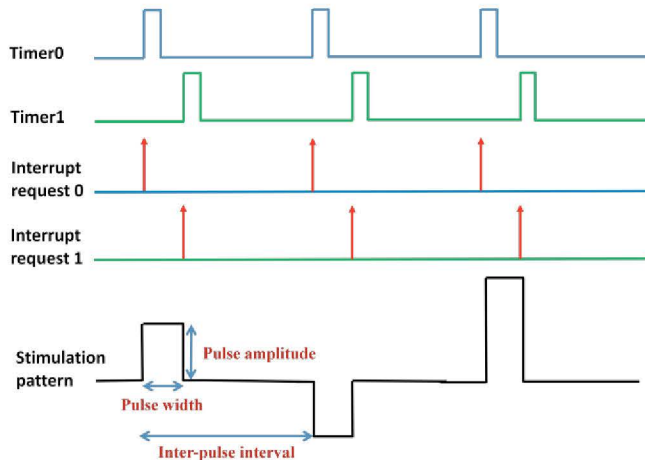 Timer0
Timer1
Interrupt
request 0
Interrupt
request 1
Stimulation
pattern
Pulse amplitude
Pulse width
Inter-pulse interval